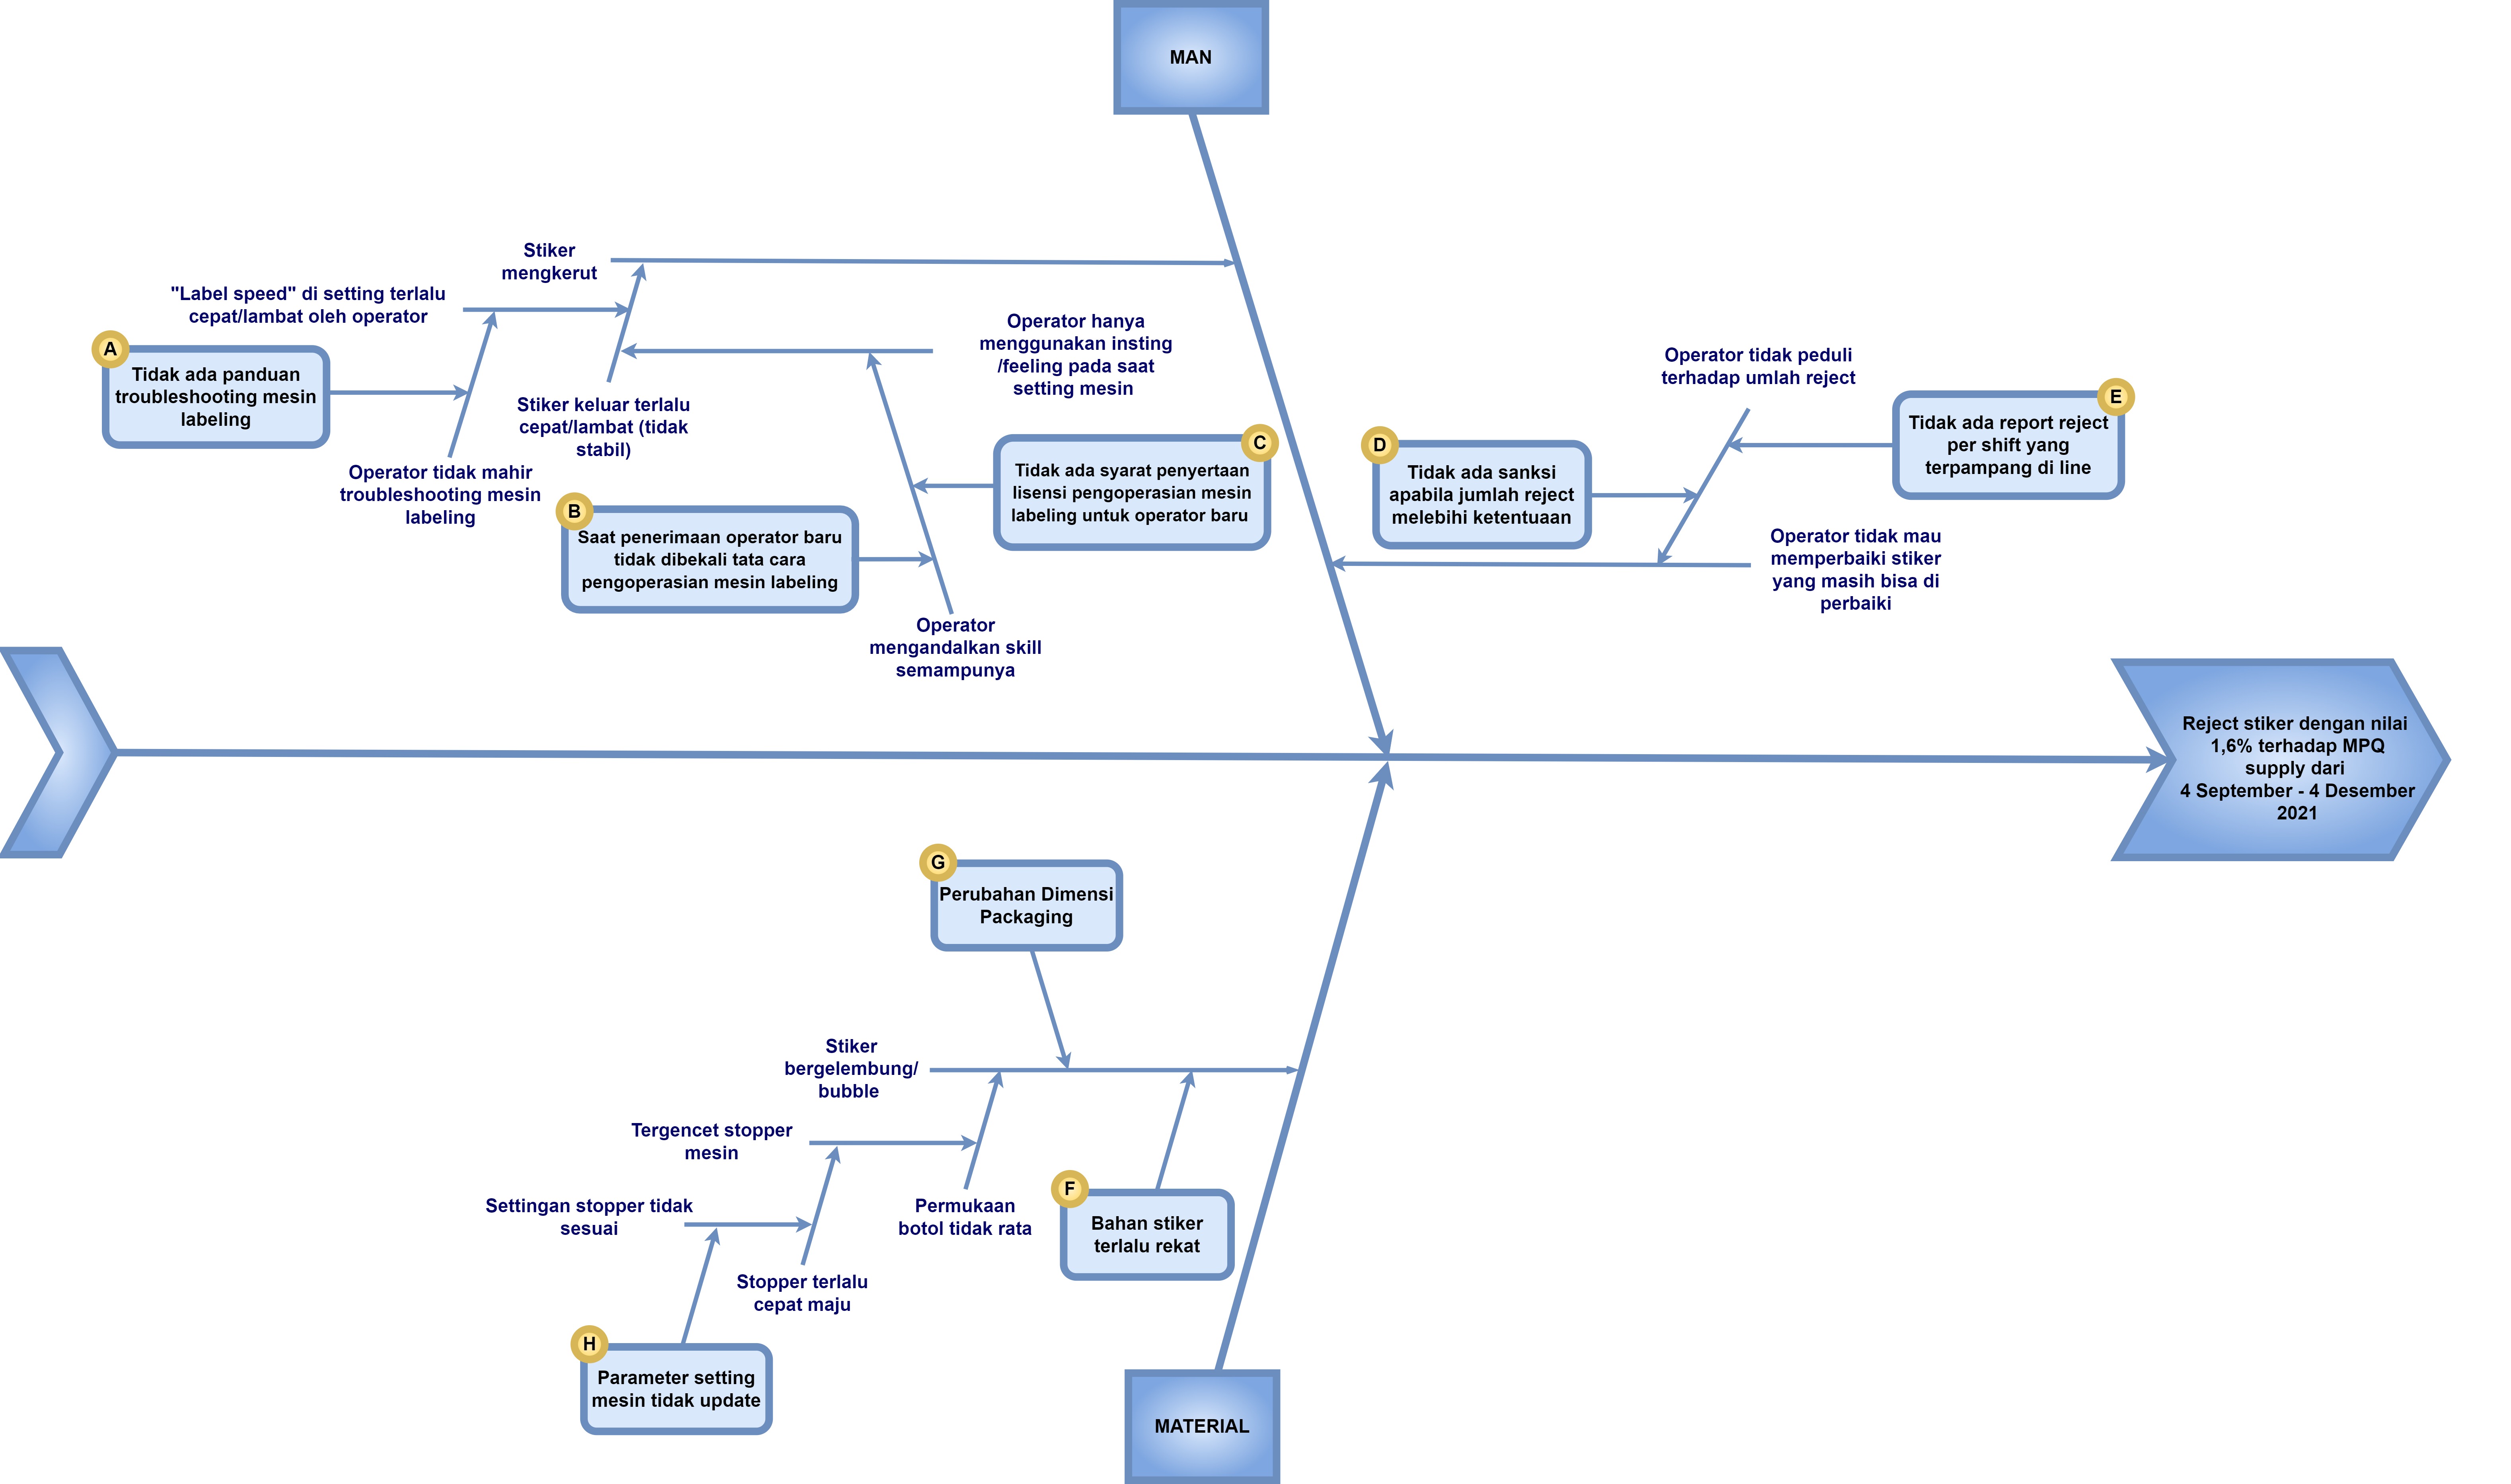 MAN
Stiker
mengkerut
"Label speed" di setting terlalu
cepat/lambat oleh operator
A
Tidak ada panduan
troubleshooting mesin
labeling
Operator tidak mahir
troubleshooting mesin
labeling
Stiker keluar terlalu
cepat/lambat (tidak
stabil)
Operator hanya
menggunakan insting
/feeling pada saat
setting mesin
B
Saat penerimaan operator baru
tidak dibekali tata cara
pengoperasian mesin labeling
C
Tidak ada syarat penyertaan
lisensi pengoperasian mesin
labeling untuk operator baru
Operator
mengandalkan skill
semampunya
Operator tidak peduli
terhadap umlah reject
D
Tidak ada sanksi
apabila jumlah reject
melebihi ketentuaan
E
Tidak ada report reject
per shift yang
terpampang di line
Operator tidak mau
memperbaiki stiker
yang masih bisa di
perbaiki
Reject stiker dengan nilai
1,6% terhadap MPQ
supply dari
4 September - 4 Desember
2021
G
Perubahan Dimensi
Packaging
Stiker
bergelembung/
bubble
Tergencet stopper
mesin
Settingan stopper tidak
sesuai
Permukaan
botol tidak rata
F
Bahan stiker
terlalu rekat
Stopper terlalu
cepat maju
H
Parameter setting
mesin tidak update
MATERIAL